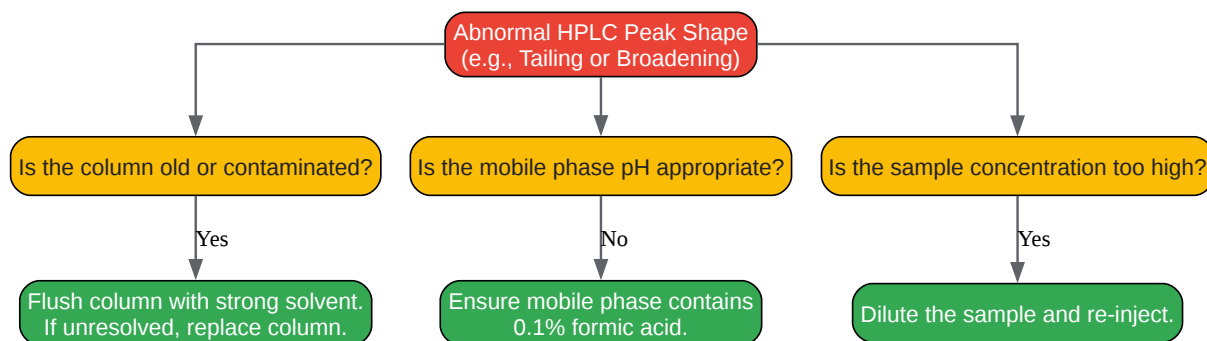 Abnormal HPLC Peak Shape
(e.g., Tailing or Broadening)
Is the column old or contaminated?
Is the mobile phase pH appropriate?
Is the sample concentration too high?
Yes
No
Yes
Flush column with strong solvent.
If unresolved, replace column.
Ensure mobile phase contains
0.1% formic acid.
Dilute the sample and re-inject.